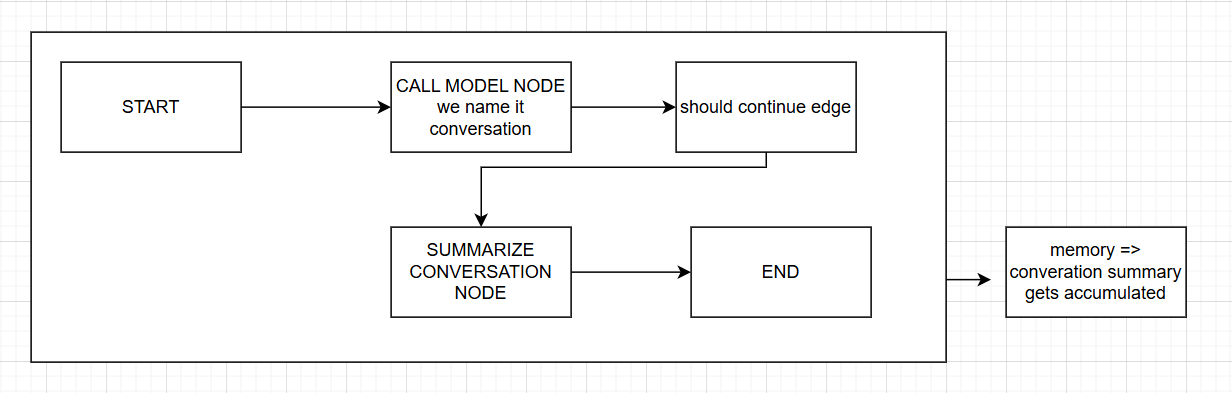 START
CALL MODEL NODE
we name it
conversation
should continue edge
SUMMARIZE
CONVERSATION
NODE
END
memory =>
converation summary
gets accumulated